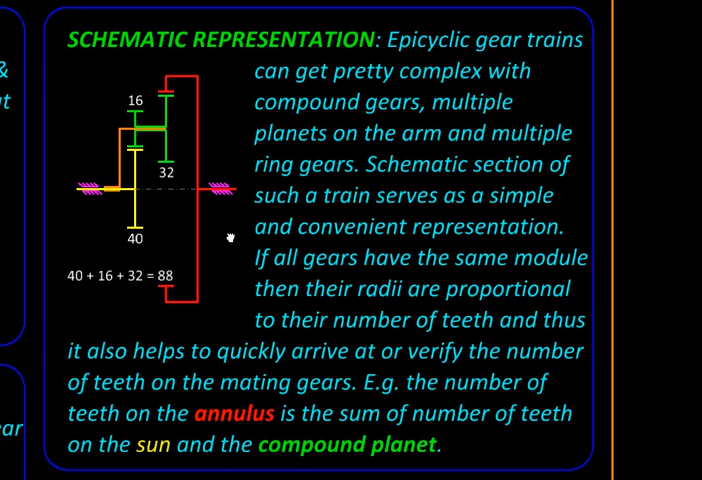 &
at
ear
SCHEMATIC REPRESENTATION: Epicyclic gear trains
can get pretty complex with
compound gears, multiple
planets on the arm and multiple
ring gears. Schematic section of
such a train serves as a simple
and convenient representation.
If all gears have the same module
then their radii are proportional
to their number of teeth and thus
it also helps to quickly arrive at or verify the number
of teeth on the mating gears. E.g. the number of
teeth on the annulus is the sum of number of teeth
on the sun and the compound planet.
16
32
40
40 + 16 + 32 = 88